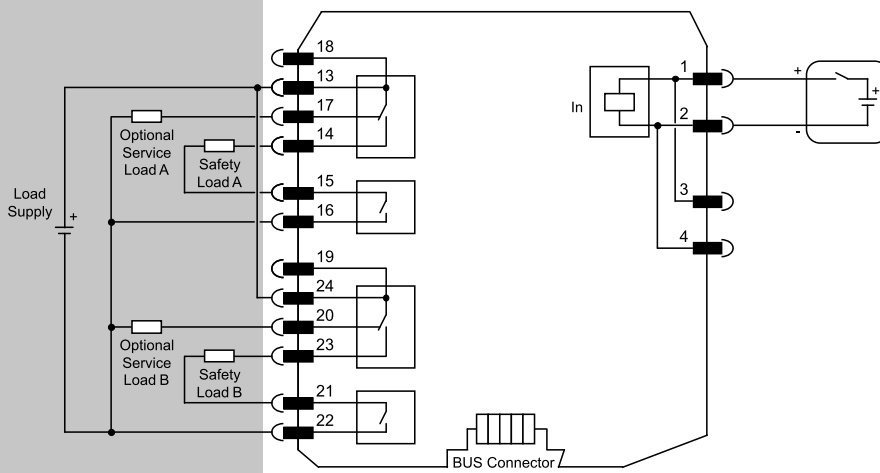 18
13
17
Optional
Service
Load A
14
Safety
Load A
15
16
Load
Supply
+
19
24
20
Optional
Service
Load B
23
Safety
Load B
21
22
In
1
2
3
4
+
-
+
BUS Connector